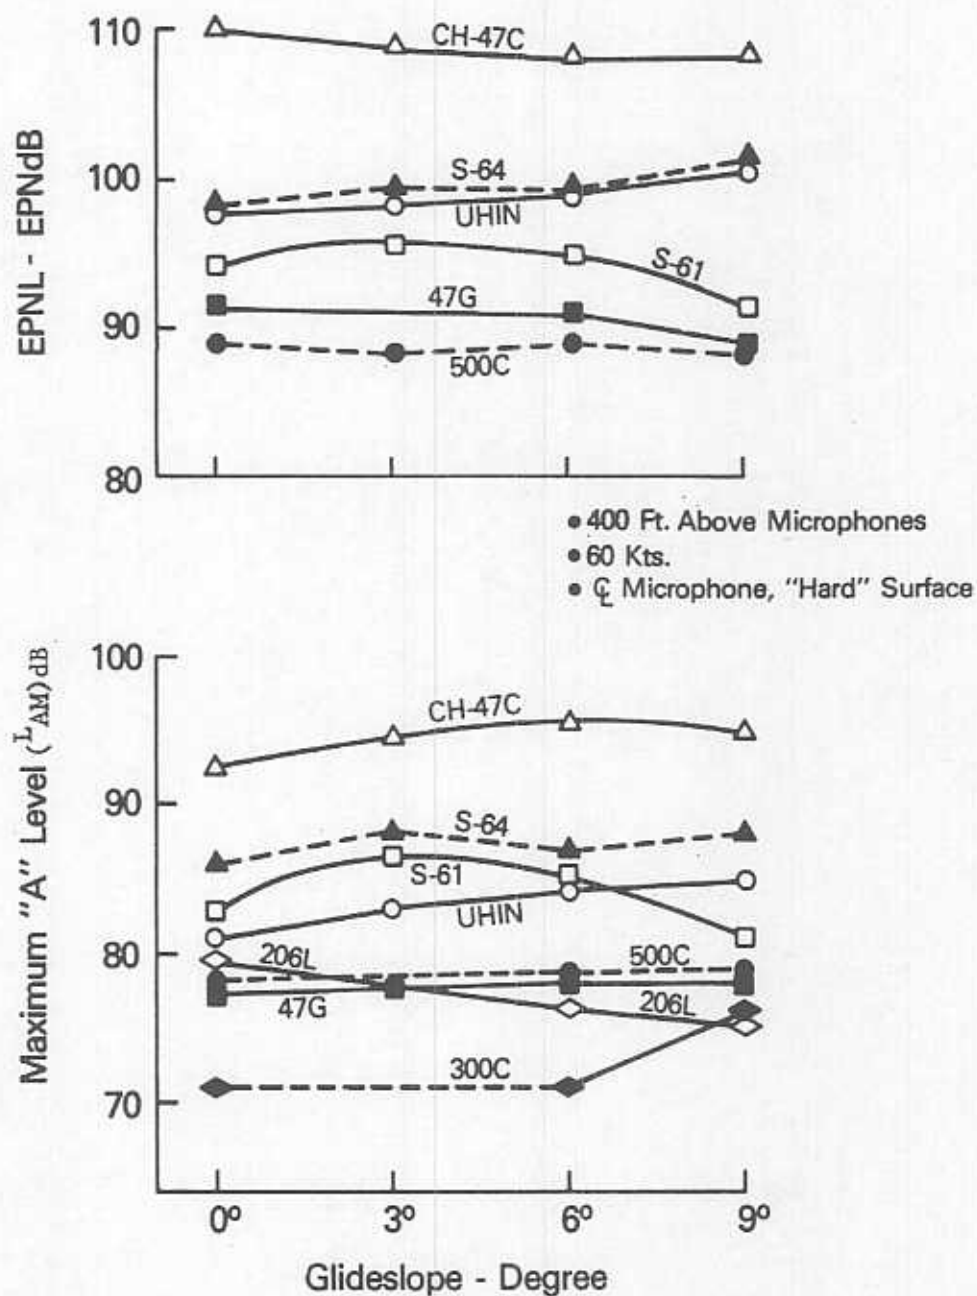 110
CH-47C
S-64
100
UHIN
S-61
47G
90
500C
80
EPNL - EPNdB
• 400 Ft. Above Microphones
• 60 Kts.
• ℄ Microphone, "Hard" Surface
100
CH-47C
90
S-64
S-61
UHIN
80
206L
500C
47G
206L
300C
70
Maximum "A" Level (LAM) dB
0° 3° 6° 9°
Glideslope - Degree